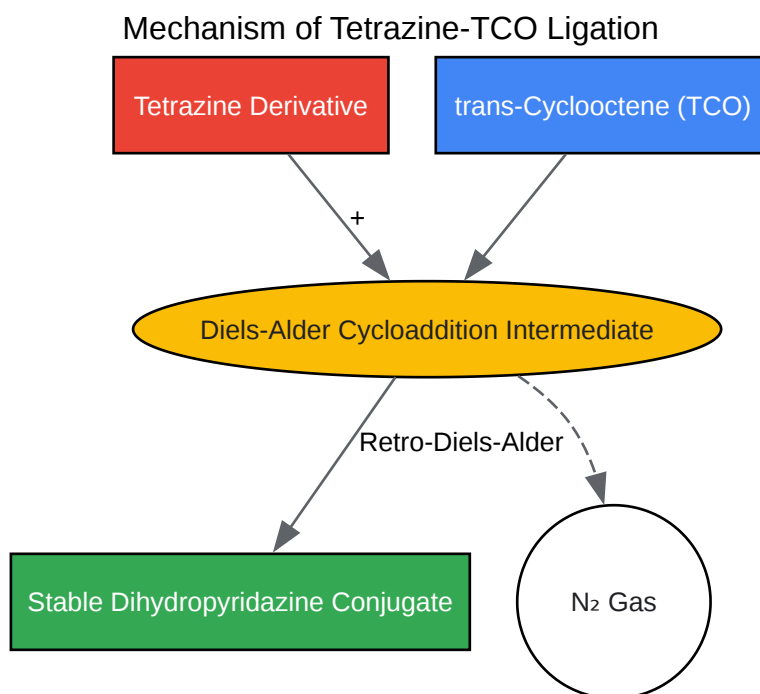 Mechanism of Tetrazine-TCO Ligation
Tetrazine Derivative
trans-Cyclooctene (TCO)
+
Diels-Alder Cycloaddition Intermediate
Retro-Diels-Alder
Stable Dihydropyridazine Conjugate
N₂ Gas